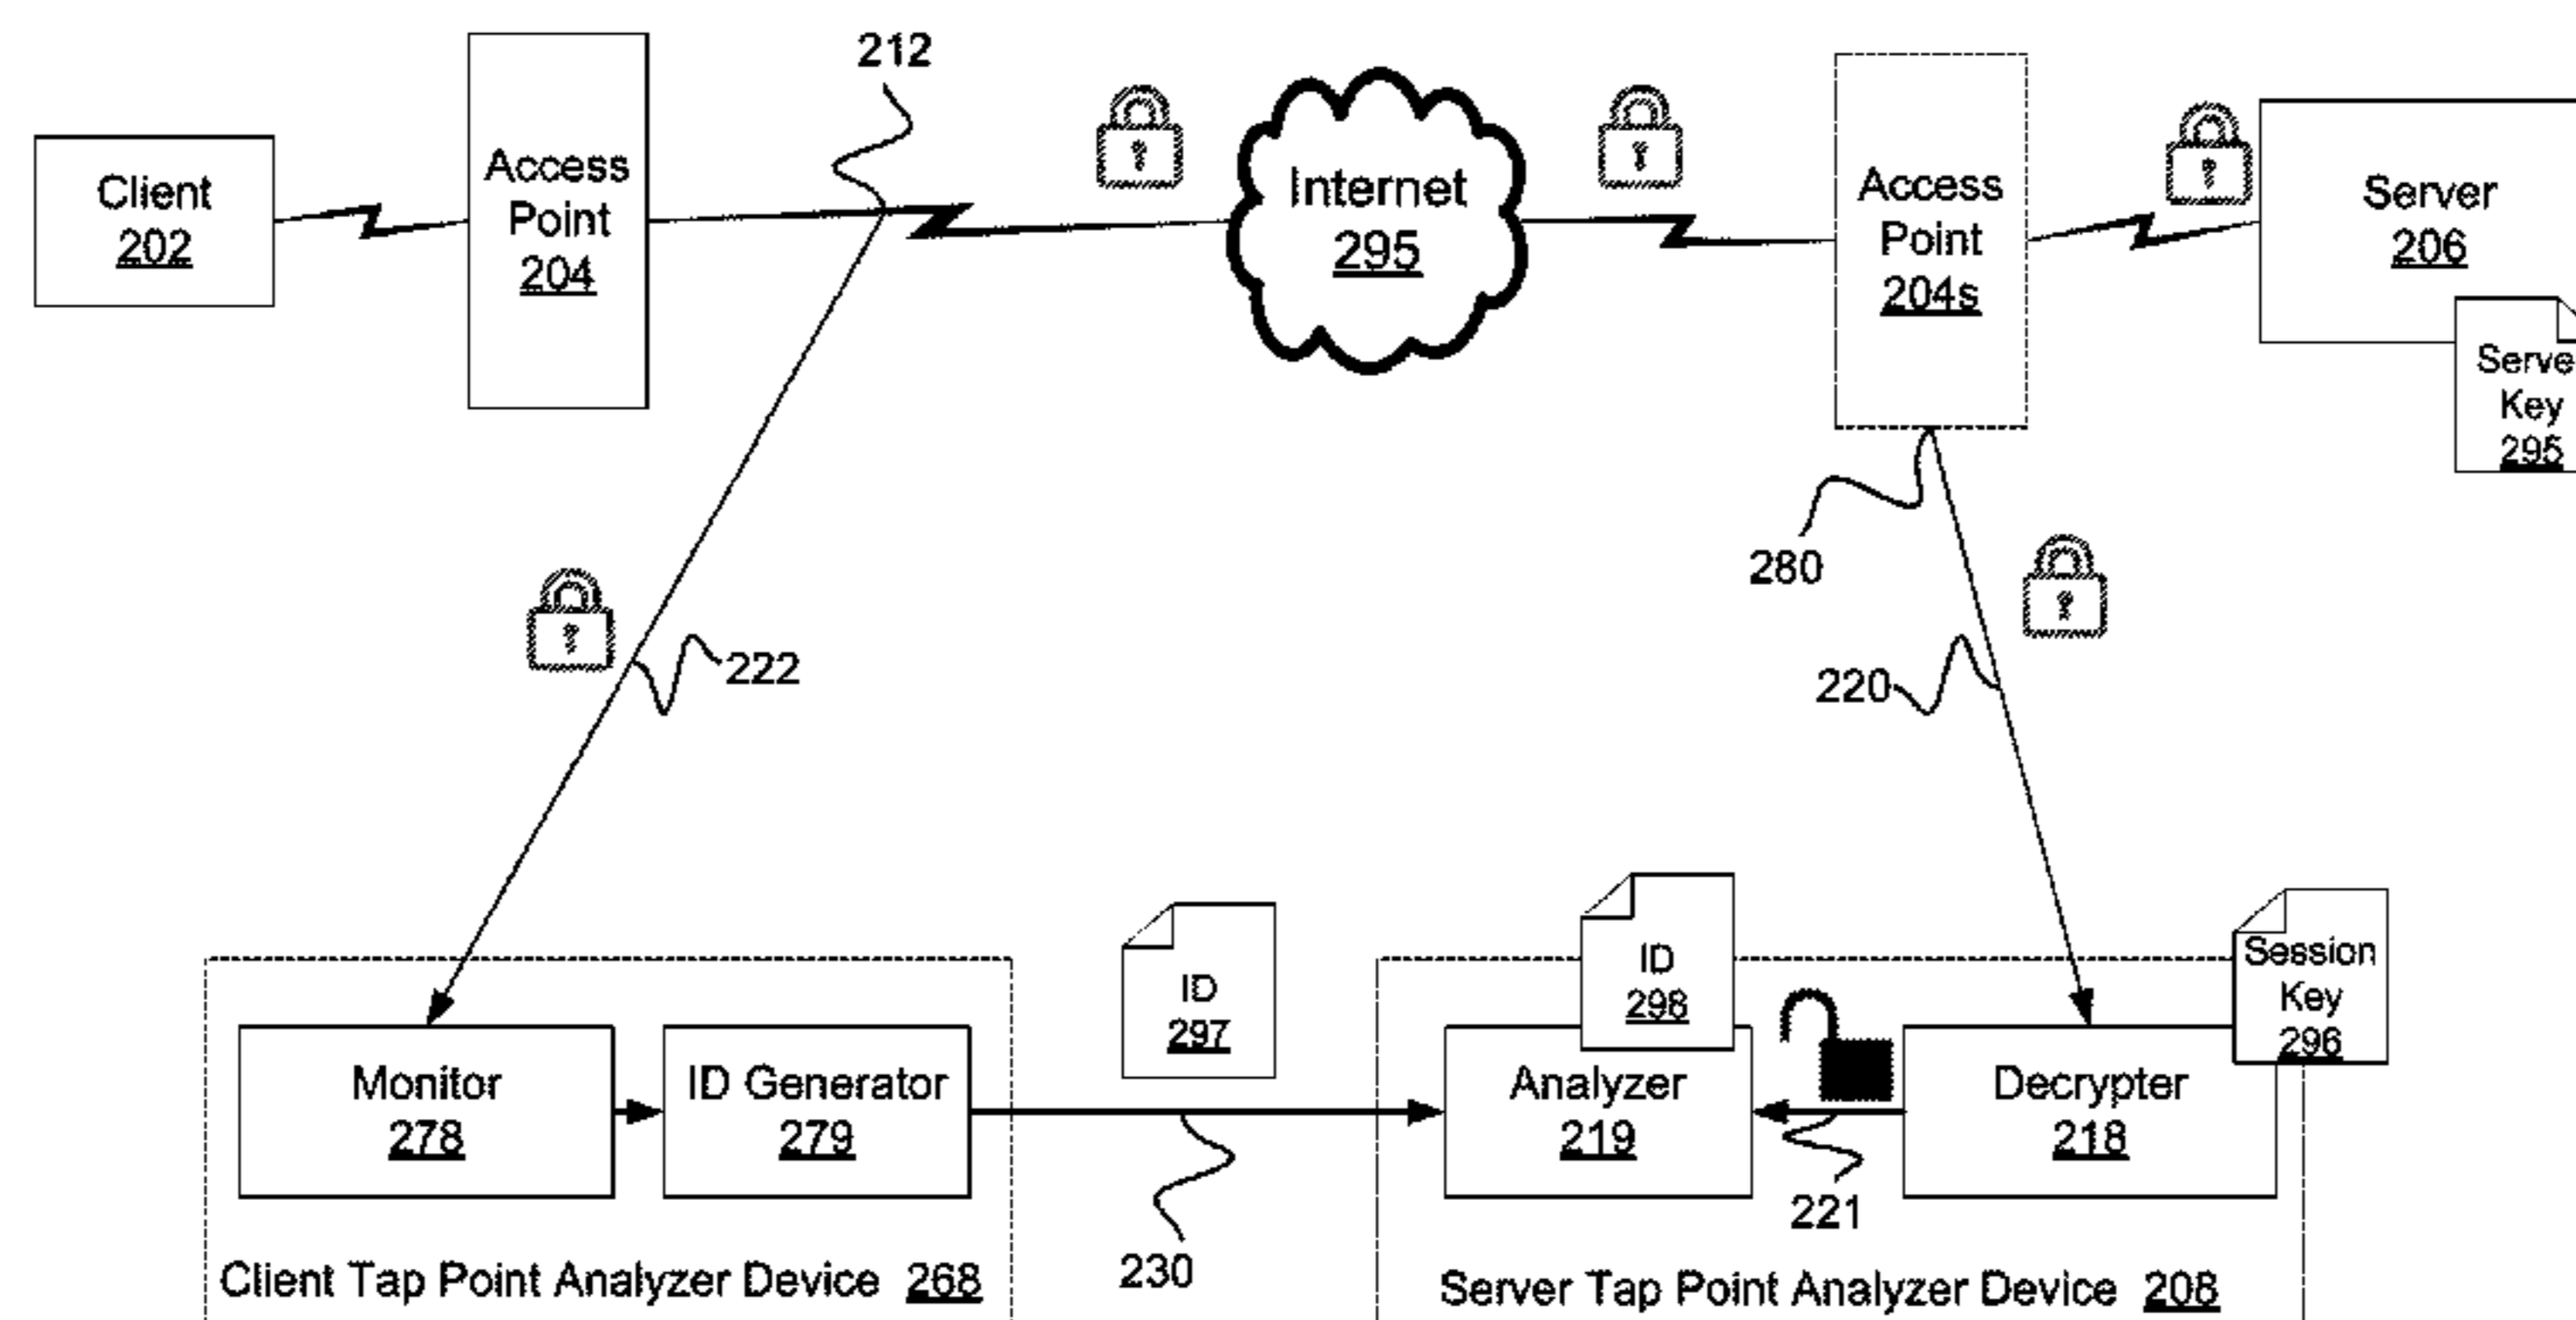 212
Client
202
Access
Point
204
Internet
295
Access
Point
204s
Server
206
Serve
Key
295
280
222
220
ID
297
ID
298
Session
Key
296
Monitor
278
ID Generator
279
Analyzer
219
Decrypter
218
221
230
Client Tap Point Analyzer Device 268
Server Tap Point Analyzer Device 208